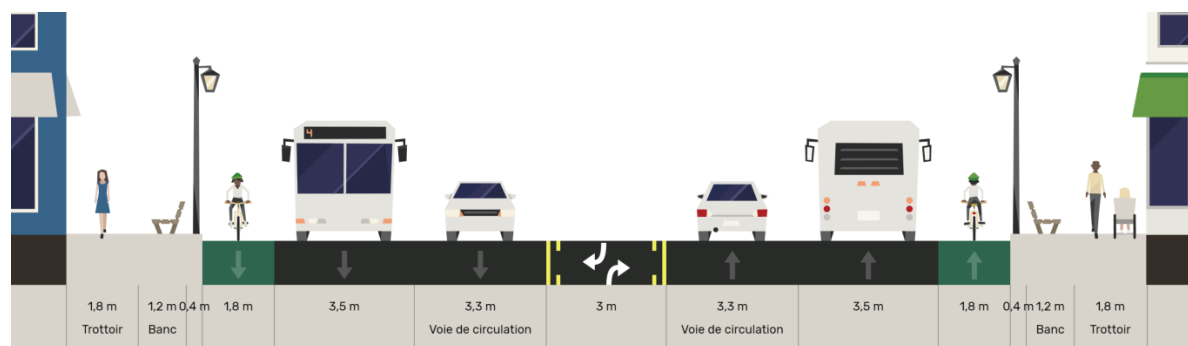 4
1,8 m 1,2 m 0,4 m 1,8 m 3,5 m 3,3 m 3 m 3,3 m 3,5 m 1,8 m 0,4 m 1,2 m 1,8 m
Trottoir Banc Voie de circulation Voie de circulation Banc Trottoir